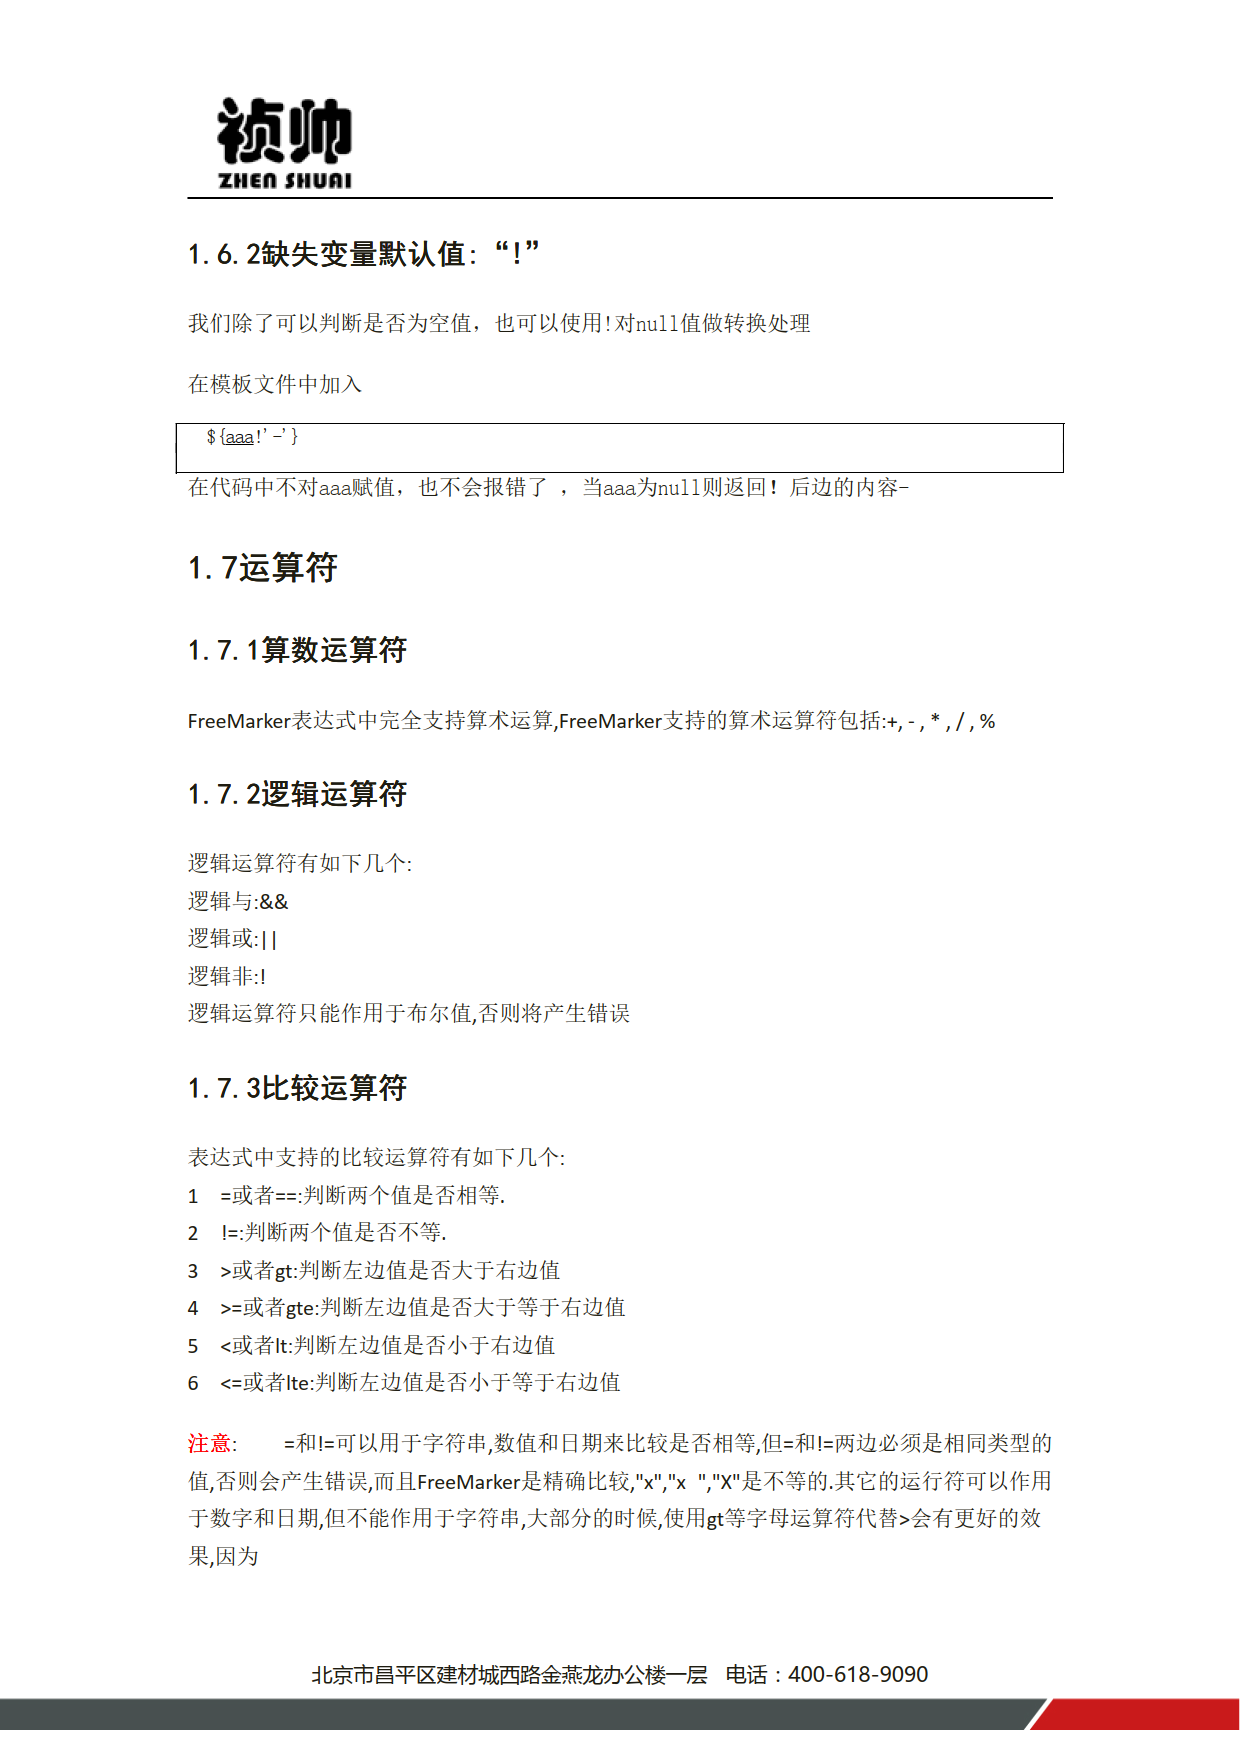 祯帅
ZHEN SHUAI
1.6.2缺失变量默认值:“!”
我们除了可以判断是否为空值，也可以使用!对null值做转换处理
在模板文件中加入
${aaa!'-'}
在代码中不对aaa赋值，也不会报错了 ，当aaa为null则返回！后边的内容-
1.7运算符
1.7.1算数运算符
FreeMarker表达式中完全支持算术运算,FreeMarker支持的算术运算符包括:+, - , * , / , %
1.7.2逻辑运算符
逻辑运算符有如下几个:
逻辑与:&&
逻辑或:||
逻辑非:!
逻辑运算符只能作用于布尔值,否则将产生错误
1.7.3比较运算符
表达式中支持的比较运算符有如下几个:
1 =或者==:判断两个值是否相等.
2 !=:判断两个值是否不等.
3 >或者gt:判断左边值是否大于右边值
4 >=或者gte:判断左边值是否大于等于右边值
5 <或者lt:判断左边值是否小于右边值
6 <=或者lte:判断左边值是否小于等于右边值
注意: =和!=可以用于字符串,数值和日期来比较是否相等,但=和!=两边必须是相同类型的
值,否则会产生错误,而且FreeMarker是精确比较,"x","x ","X"是不等的.其它的运行符可以作用
于数字和日期,但不能作用于字符串,大部分的时候,使用gt等字母运算符代替>会有更好的效
果,因为
北京市昌平区建材城西路金燕龙办公楼一层 电话：400-618-9090